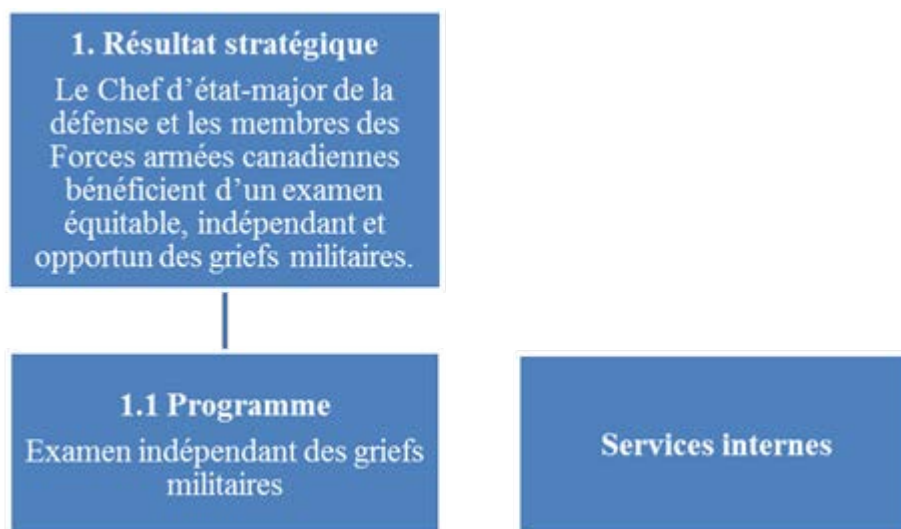 1. Résultat stratégique
Le Chef d’état-major de la
défense et les membres des
Forces armées canadiennes
bénéficient d’un examen
équitable, indépendant et
opportun des griefs militaires.
1.1 Programme
Examen indépendant des griefs
militaires
Services internes